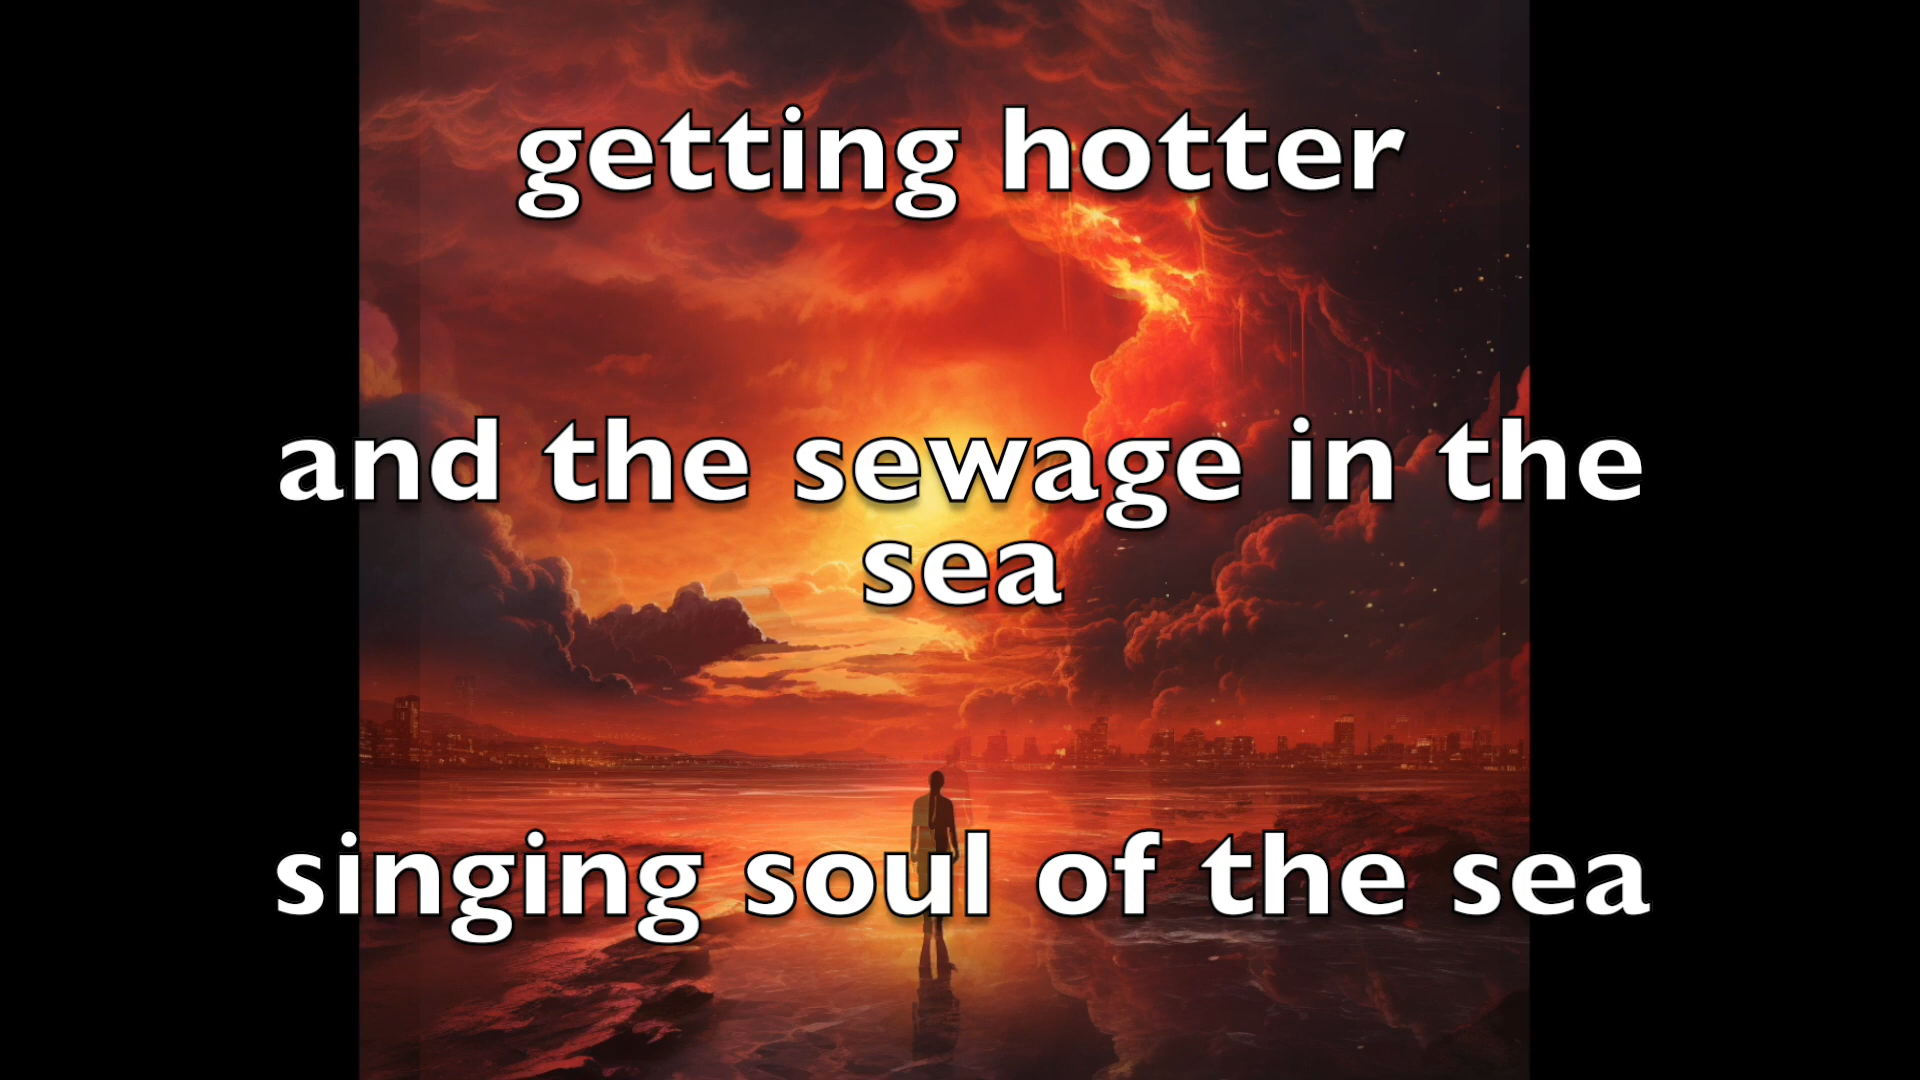 getting hotter
and the sewage in the
sea
singing soul of the sea